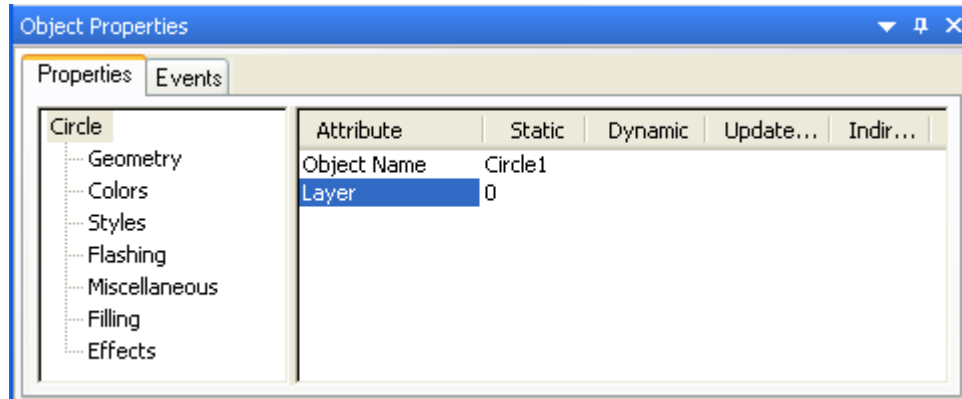 Object Properties
Properties Events
Circle
Geometry
Colors
Styles
Flashing
Miscellaneous
Filling
Effects
Attribute Static Dynamic Update... Indir...
Object Name Circle1
Layer 0